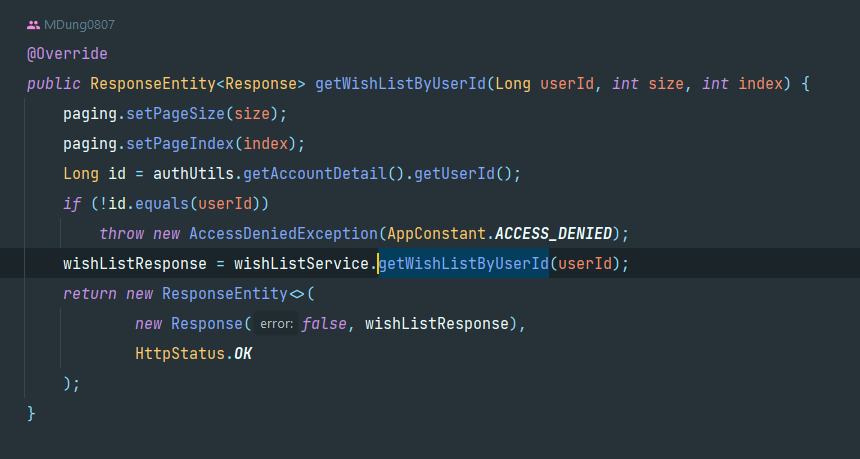 MDung0807
@Override
public ResponseEntity<Response> getWishListByUserId(Long userId, int size, int index) {
paging.setPageSize(size);
paging.setPageIndex(index);
Long id = authUtils.getAccountDetail().getUserId();
if (!id.equals(userId))
throw new AccessDeniedException(AppConstant.ACCESS_DENIED);
wishListResponse = wishListService.getWishListByUserId(userId);
return new ResponseEntity<>(
new Response( error: false, wishListResponse),
HttpStatus.OK
);
}